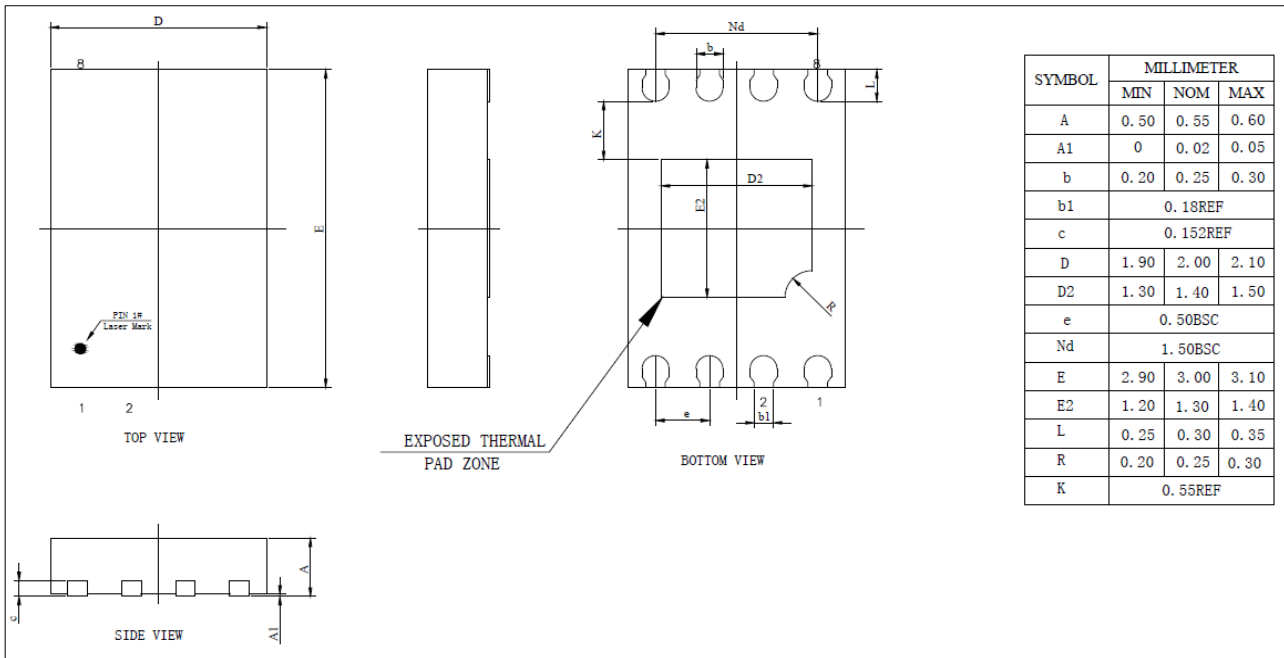 D
8
E
PIN 1#
Laser Mark
1 2
TOP VIEW
Nd
b
8
L
K
D2
E2
R
2 1
e
b1
EXPOSED THERMAL
PAD ZONE
BOTTOM VIEW
A
c
A1
SIDE VIEW
SYMBOL MILLIMETER
MIN NOM MAX
A 0.50 0.55 0.60
A1 0 0.02 0.05
b 0.20 0.25 0.30
b1 0.18REF
c 0.152REF
D 1.90 2.00 2.10
D2 1.30 1.40 1.50
e 0.50BSC
Nd 1.50BSC
E 2.90 3.00 3.10
E2 1.20 1.30 1.40
L 0.25 0.30 0.35
R 0.20 0.25 0.30
K 0.55REF